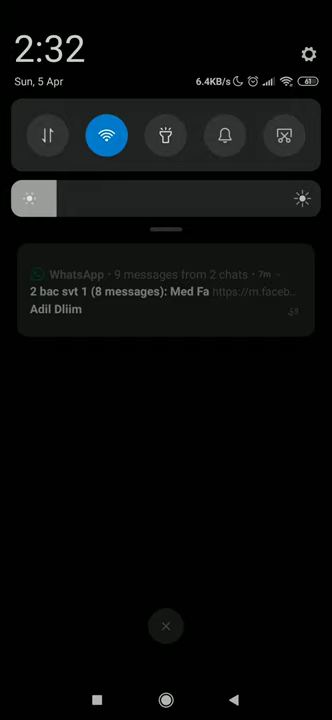 2:32
Sun, 5 Apr
6.4KB/s
61
WhatsApp • 9 messages from 2 chats • 7m
2 bac svt 1 (8 messages): Med Fa https://m.faceb..
Adil Dliim